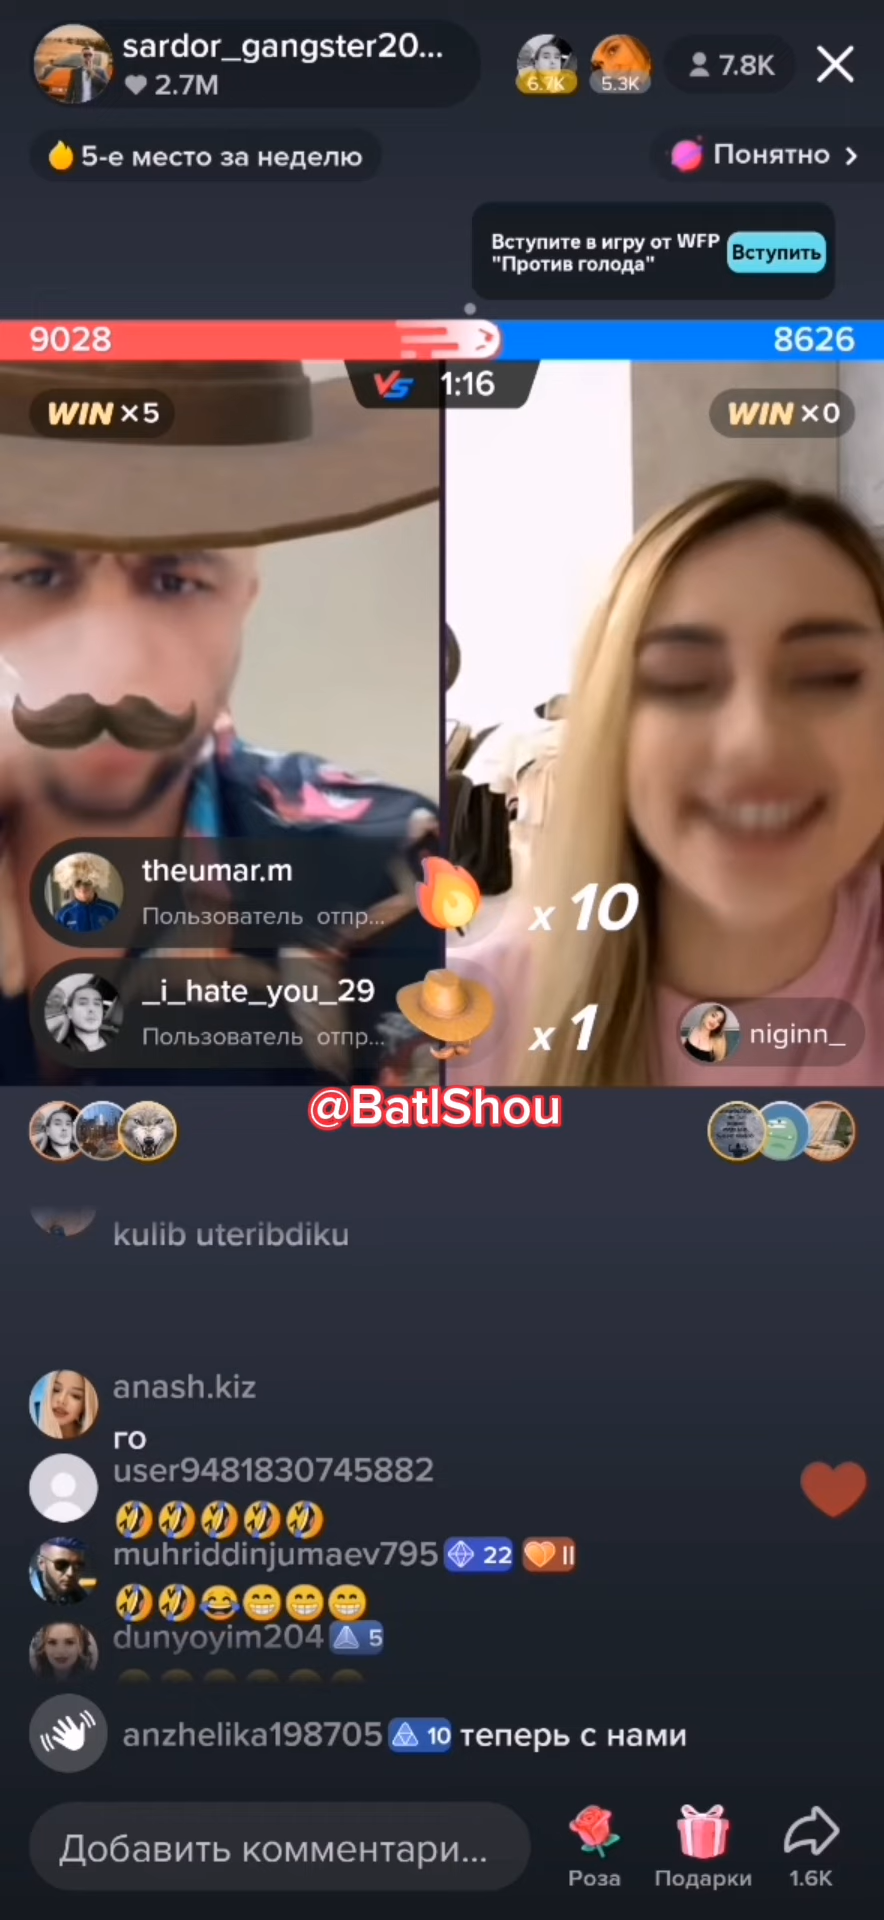 sardor_gangster20...
2.7M
6.7K
5.3K
7.8K
5-е место за неделю
Понятно
Вступите в игру от WFP
"Против голода"
Вступить
9028
8626
VS 1:16
WIN ×5
WIN ×0
theumar.m
Пользователь отпр...
x 10
_i_hate_you_29
Пользователь отпр...
x 1
niginn_
@BatlShou
kulib uteribdiku
anash.kiz
го
user9481830745882
muhriddinjumaev795 22 II
dunyoyim204 5
anzhelika198705 10 теперь с нами
Добавить комментари...
Роза
Подарки
1.6K